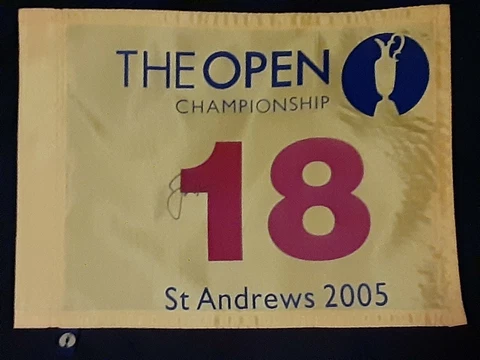 THE OPEN
CHAMPIONSHIP
18
St Andrews 2005